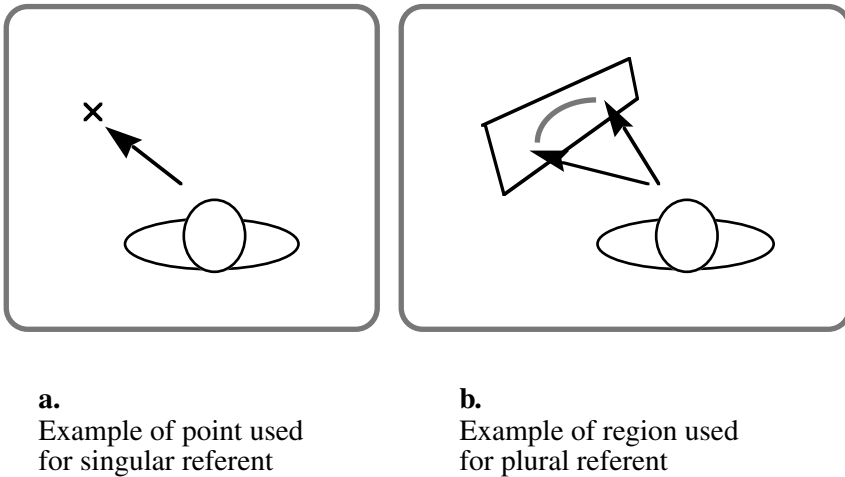 a.
Example of point used
for singular referent
b.
Example of region used
for plural referent